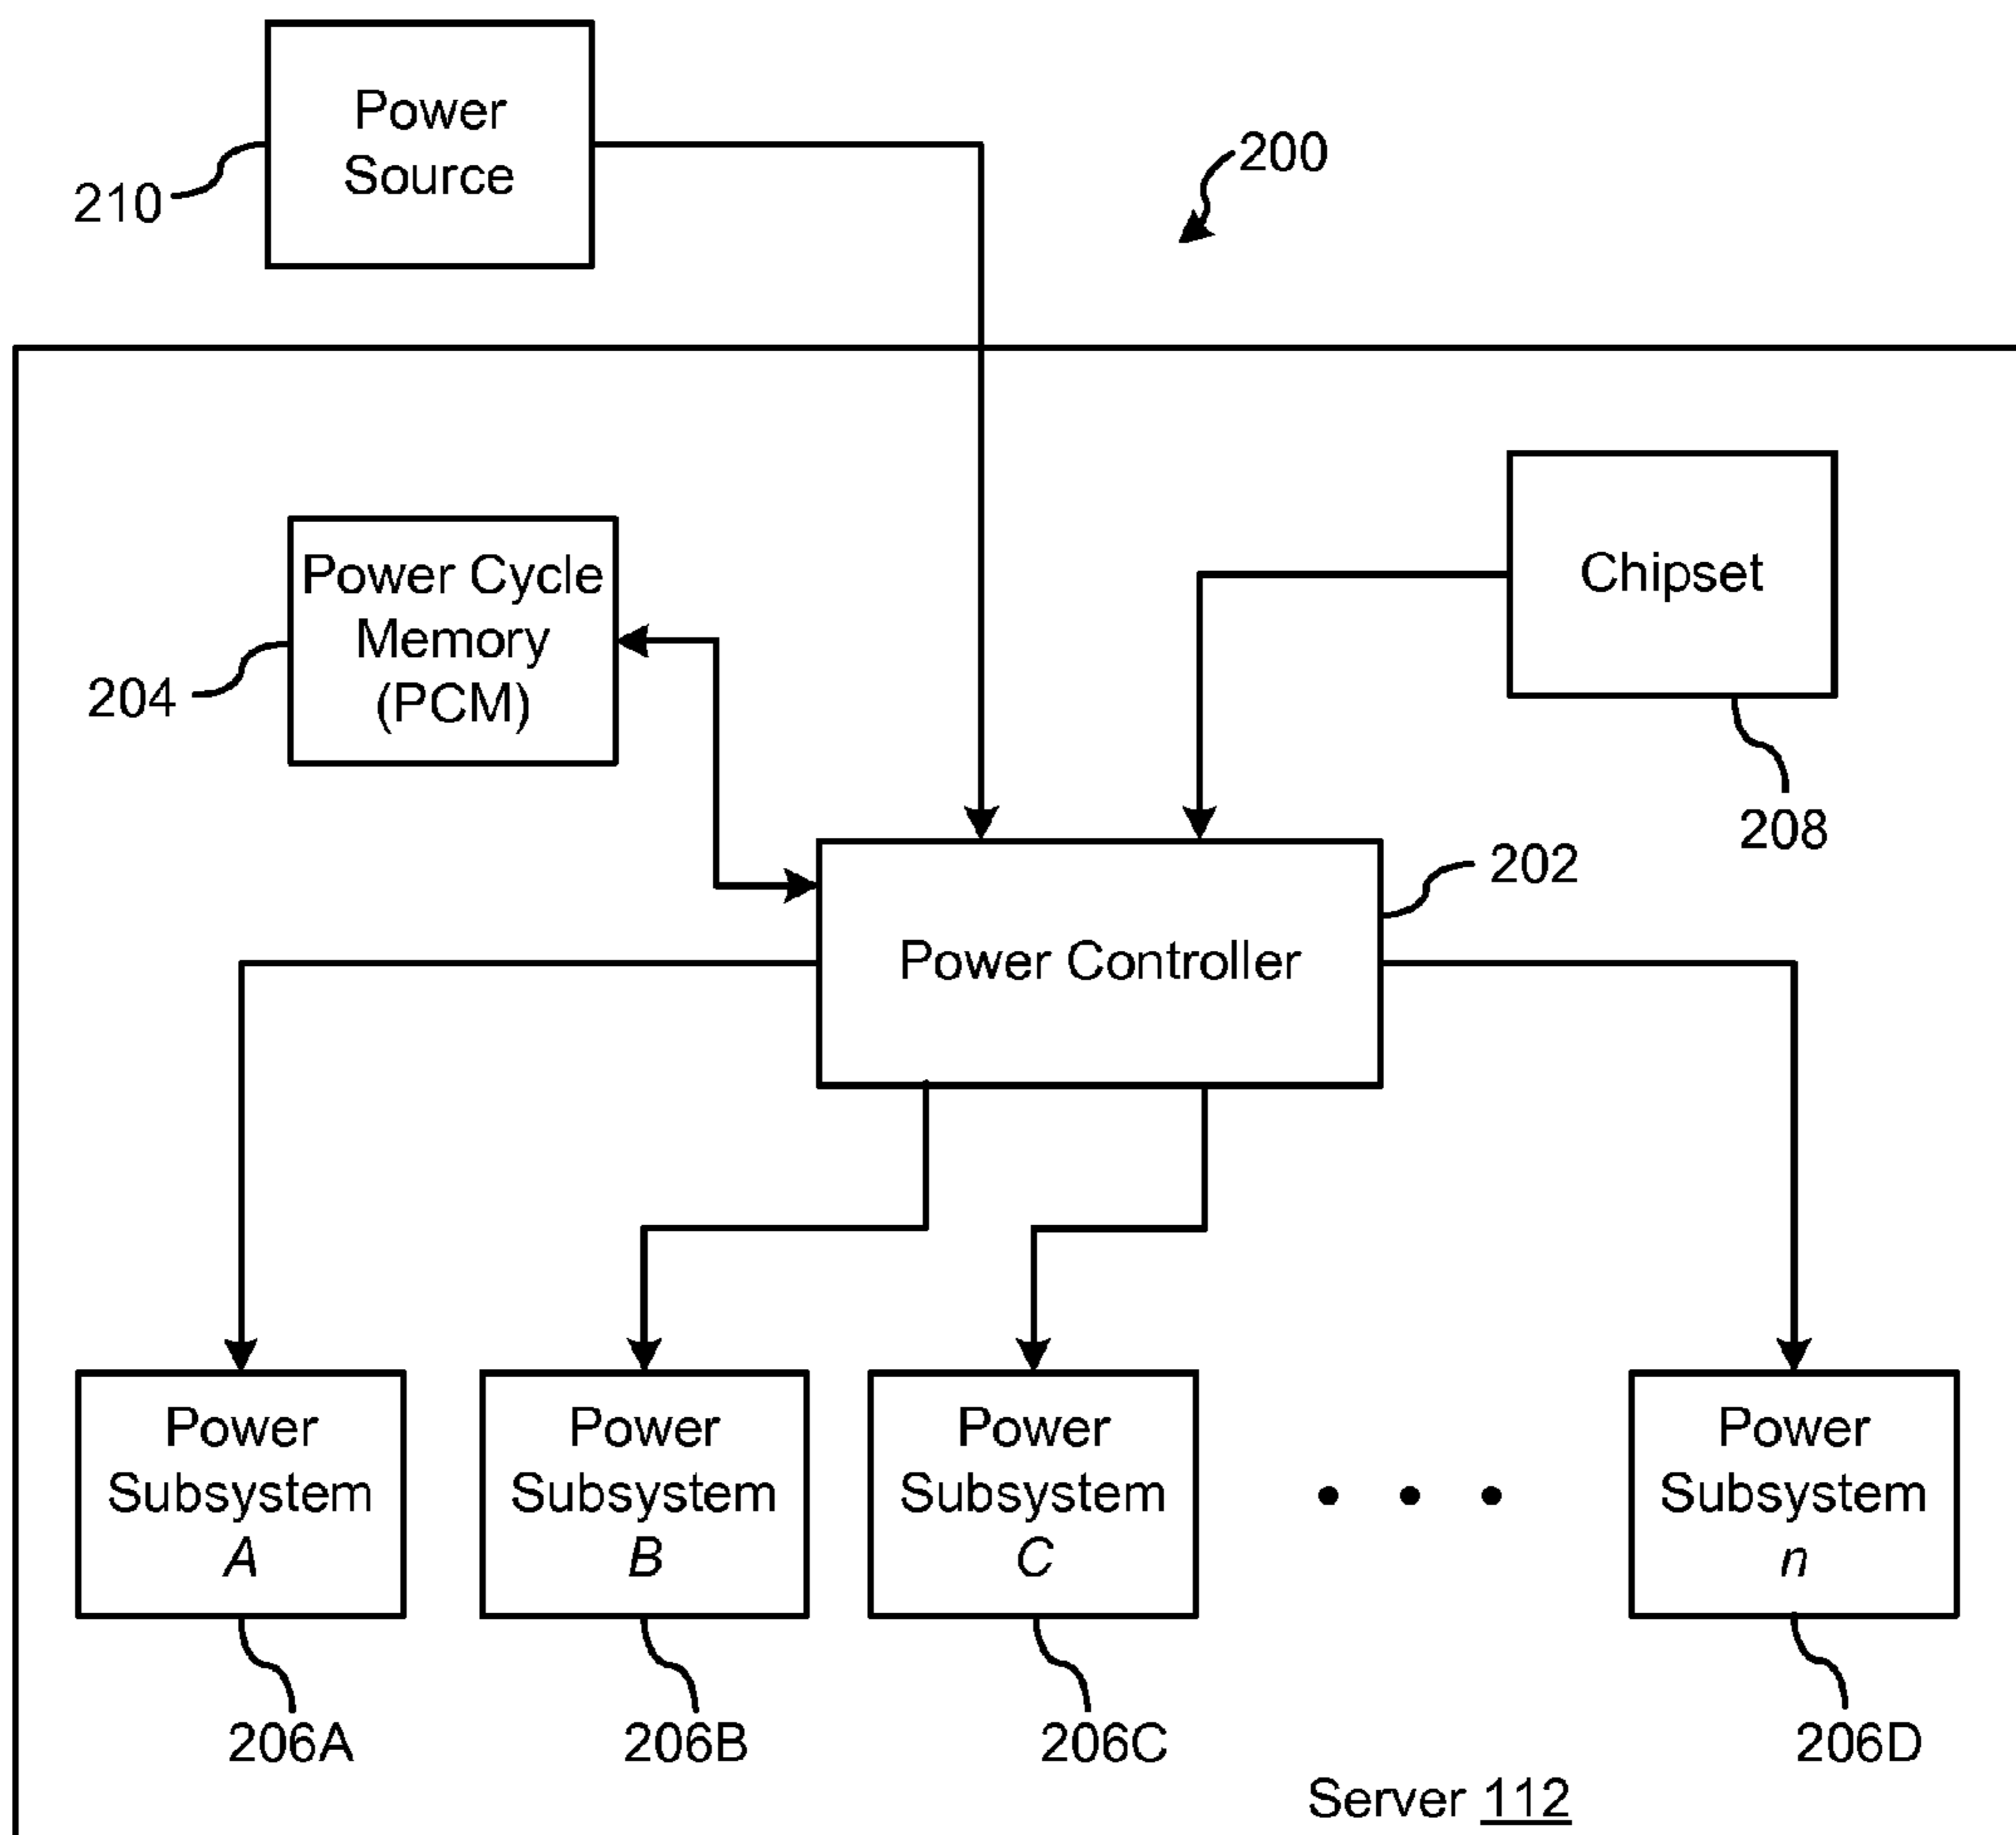 Power
Source
210
200
Power Cycle
Memory
(PCM)
204
Chipset
208
202
Power Controller
Power
Subsystem
A
Power
Subsystem
B
Power
Subsystem
C
• • •
Power
Subsystem
n
206A
206B
206C
206D
Server 112